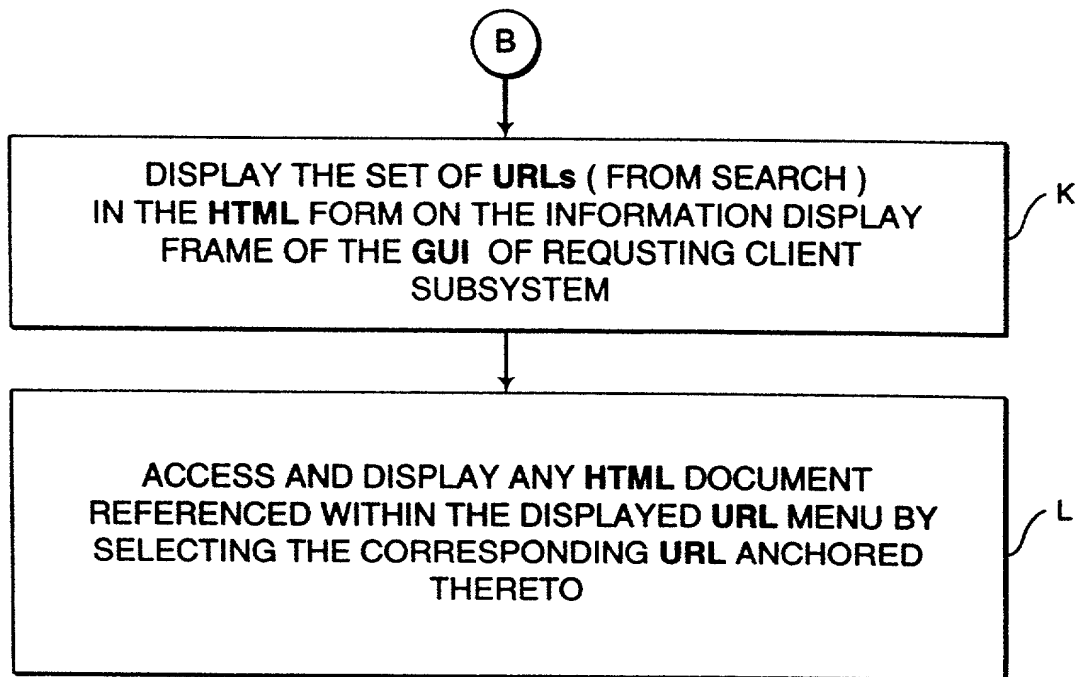 B
DISPLAY THE SET OF URLs ( FROM SEARCH )
IN THE HTML FORM ON THE INFORMATION DISPLAY
FRAME OF THE GUI OF REQUSTING CLIENT
SUBSYSTEM
K
ACCESS AND DISPLAY ANY HTML DOCUMENT
REFERENCED WITHIN THE DISPLAYED URL MENU BY
SELECTING THE CORRESPONDING URL ANCHORED
THERETO
L